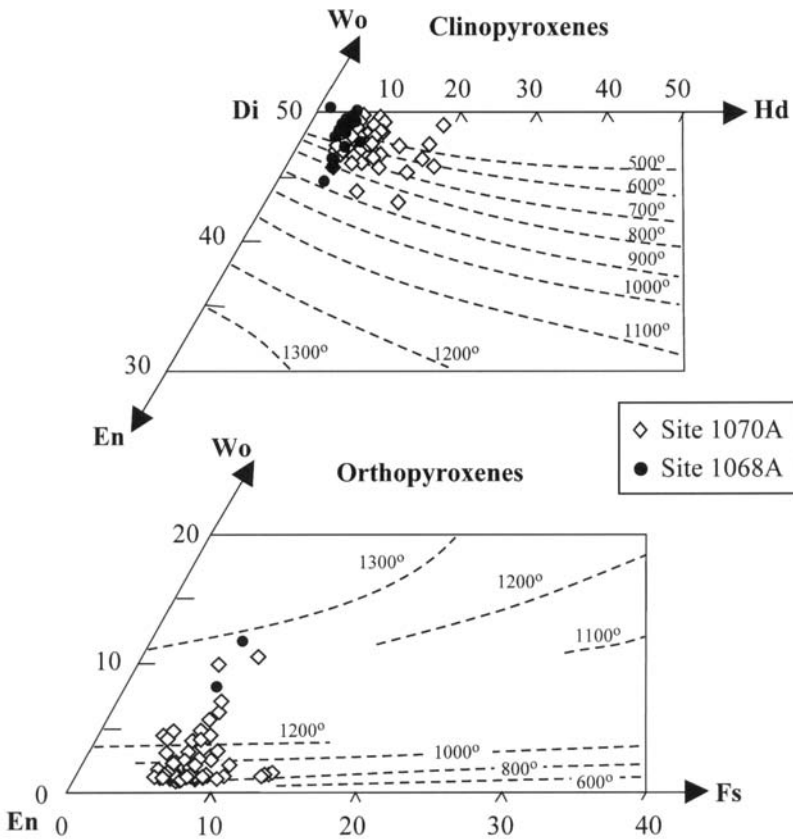 Wo
Clinopyroxenes
10 20 30 40 50
Di 50 Hd
500°
600°
700°
800°
900°
1000°
1100°
1200°
1300°
40
30
En
Site 1070A
Site 1068A
Wo
Orthopyroxenes
20
1300°
1200°
1100°
10
1200°
1000°
800°
600°
0 Fs
En 0 10 20 30 40